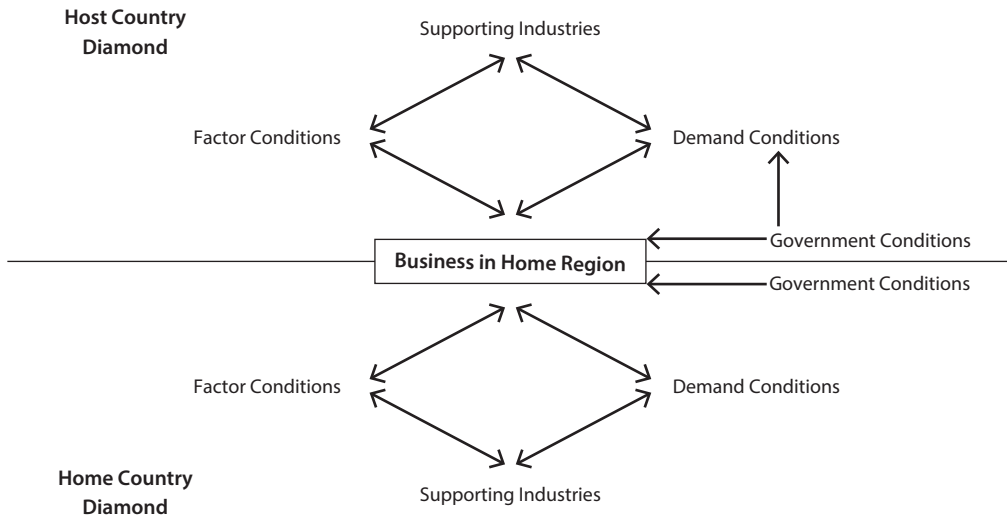 Host Country
Diamond
Supporting Industries
Factor Conditions
Demand Conditions
Government Conditions
Business in Home Region
Government Conditions
Factor Conditions
Demand Conditions
Home Country
Diamond
Supporting Industries